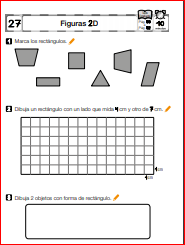 27
Figuras 2D
10
1 Marca los rectángulos.
2 Dibuja un rectángulo con un lado que mida 4 cm y otro de 7 cm.
3 Dibuja 2 objetos con forma de rectángulo.